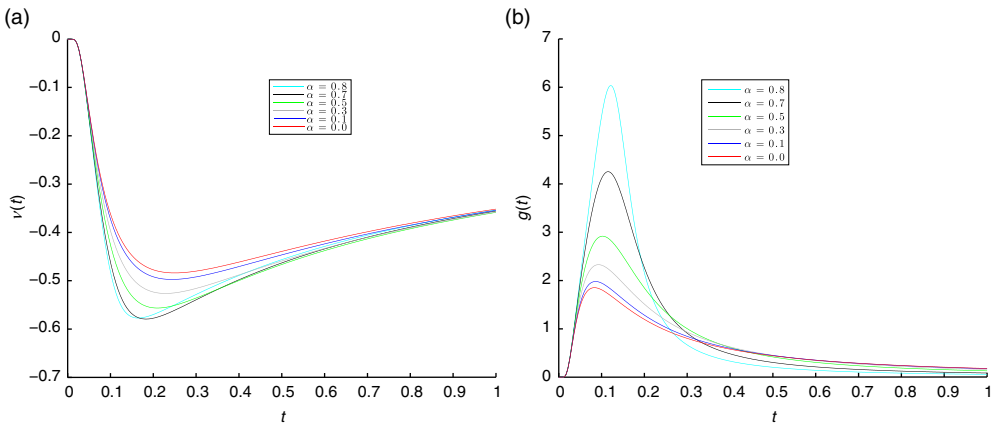 (a)
0
−0.1
−0.2
−0.3
−0.4
−0.5
−0.6
−0.7
ν(t)
α = 0.8
α = 0.7
α = 0.5
α = 0.3
α = 0.1
α = 0.0
0 0.1 0.2 0.3 0.4 0.5 0.6 0.7 0.8 0.9 1
t
(b)
7
6
5
4
3
2
1
0
g(t)
α = 0.8
α = 0.7
α = 0.5
α = 0.3
α = 0.1
α = 0.0
0 0.1 0.2 0.3 0.4 0.5 0.6 0.7 0.8 0.9 1
t